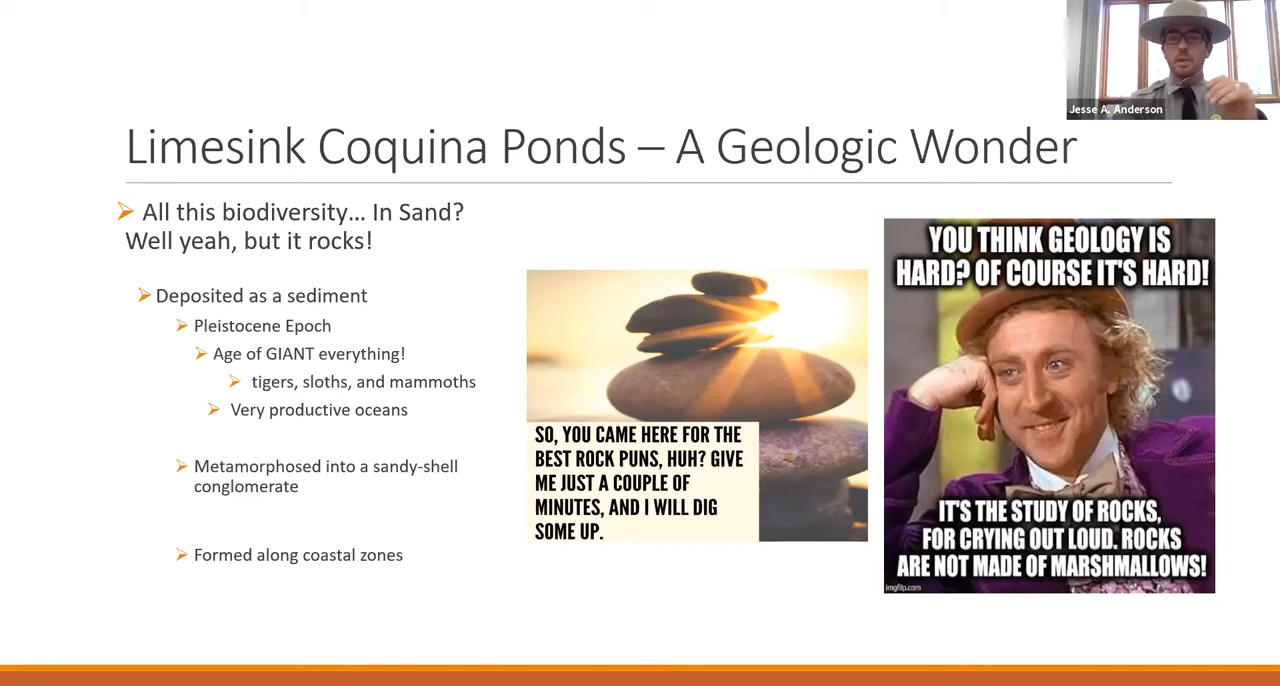 Jesse A. Anderson
Limesink Coquina Ponds – A Geologic Wonder
All this biodiversity... In Sand?
Well yeah, but it rocks!
Deposited as a sediment
Pleistocene Epoch
Age of GIANT everything!
tigers, sloths, and mammoths
Very productive oceans
Metamorphosed into a sandy-shell
conglomerate
Formed along coastal zones
SO, YOU CAME HERE FOR THE
BEST ROCK PUNS, HUH? GIVE
ME JUST A COUPLE OF
MINUTES, AND I WILL DIG
SOME UP.
YOU THINK GEOLOGY IS
HARD? OF COURSE IT'S HARD!
IT'S THE STUDY OF ROCKS,
FOR CRYING OUT LOUD. ROCKS
ARE NOT MADE OF MARSHMALLOWS!
imgflip.com